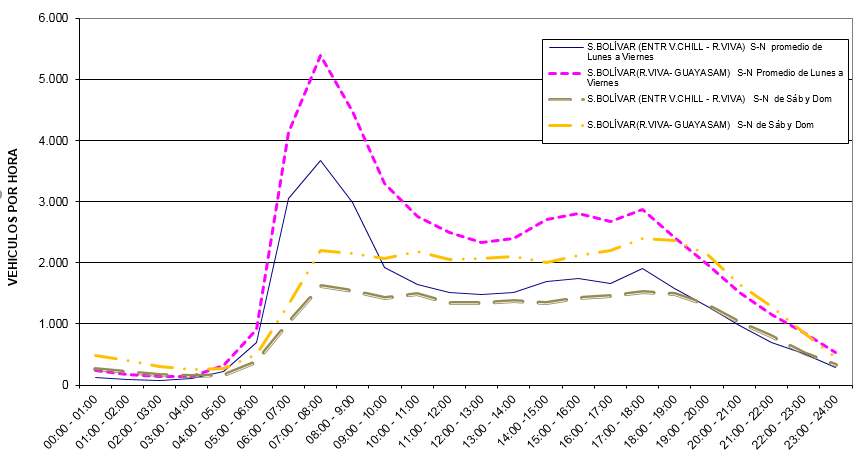 6.000
5.000
4.000
3.000
2.000
1.000
0
VEHICULOS POR HORA
S.BOLÍVAR (ENTR V.CHILL - R.VIVA) S-N promedio de
Lunes a Viernes
S.BOLÍVAR(R.VIVA- GUAYASAM) S-N Promedio de Lunes a
Viernes
S.BOLÍVAR (ENTR V.CHILL - R.VIVA) S-N de Sáb y Dom
S.BOLÍVAR(R.VIVA- GUAYASAM) S-N de Sáb y Dom
00:00 - 01:00
01:00 - 02:00
02:00 - 03:00
03:00 - 04:00
04:00 - 05:00
05:00 - 06:00
06:00 - 07:00
07:00 - 08:00
08:00 - 9:00
09:00 - 10:00
10:00 - 11:00
11:00 - 12:00
12:00 - 13:00
13:00 - 14:00
14:00 - 15:00
15:00 - 16:00
16:00 - 17:00
17:00 - 18:00
18:00 - 19:00
19:00 - 20:00
20:00 - 21:00
21:00 - 22:00
22:00 - 23:00
23:00 - 24:00